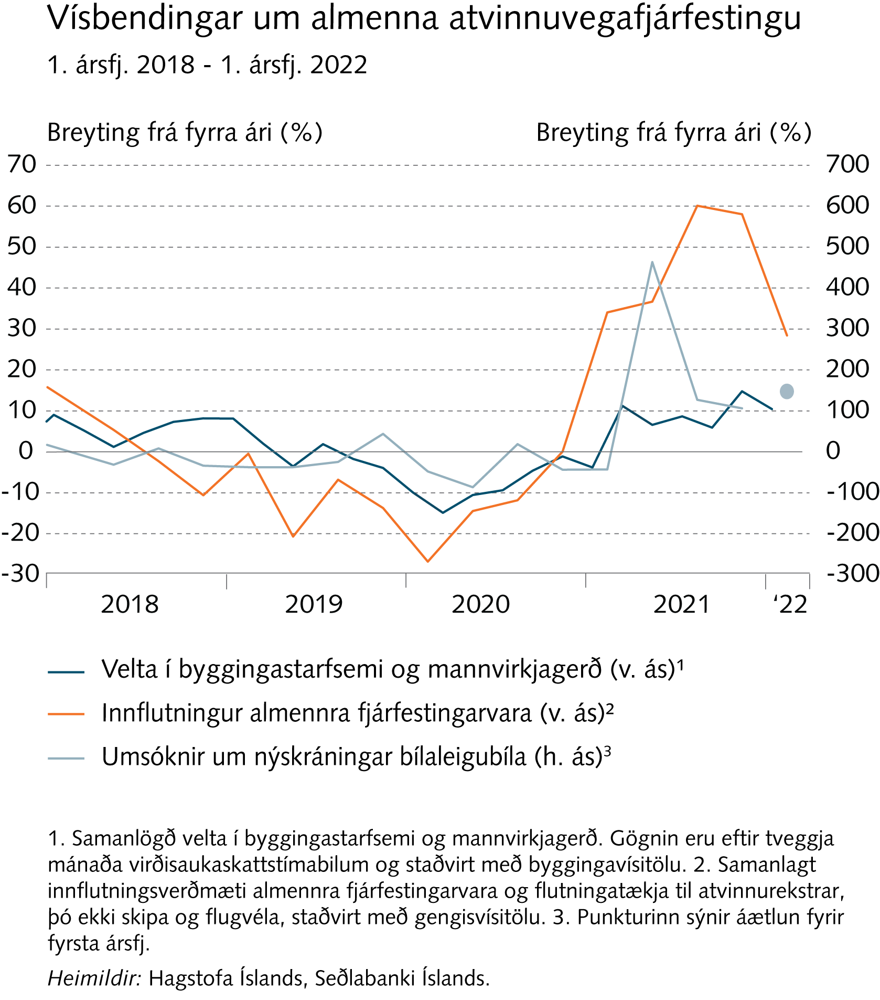 Vísbendingar um almenna atvinnuvegafjárfestingu
1. ársfj. 2018 - 1. ársfj. 2022
Breyting frá fyrra ári (%) Breyting frá fyrra ári (%)
70 700
60 600
50 500
40 400
30 300
20 200
10 100
0 0
-10 -100
-20 -200
-30 -300
2018 2019 2020 2021 ‘22
Velta í byggingastarfsemi og mannvirkjagerð (v. ás)¹
Innflutningur almennra fjárfestingarvara (v. ás)²
Umsóknir um nýskráningar bílaleigubíla (h. ás)³
1. Samanlögð velta í byggingastarfsemi og mannvirkjagerð. Gögnin eru eftir tveggja
mánaða virðisaukaskattstímabilum og staðvirt með byggingavísitölu. 2. Samanlagt
innflutningsverðmæti almennra fjárfestingarvara og flutningatækja til atvinnurekstrar,
þó ekki skipa og flugvéla, staðvirt með gengisvísitölu. 3. Punkturinn sýnir áætlun fyrir
fyrsta ársfj.
Heimildir: Hagstofa Íslands, Seðlabanki Íslands.